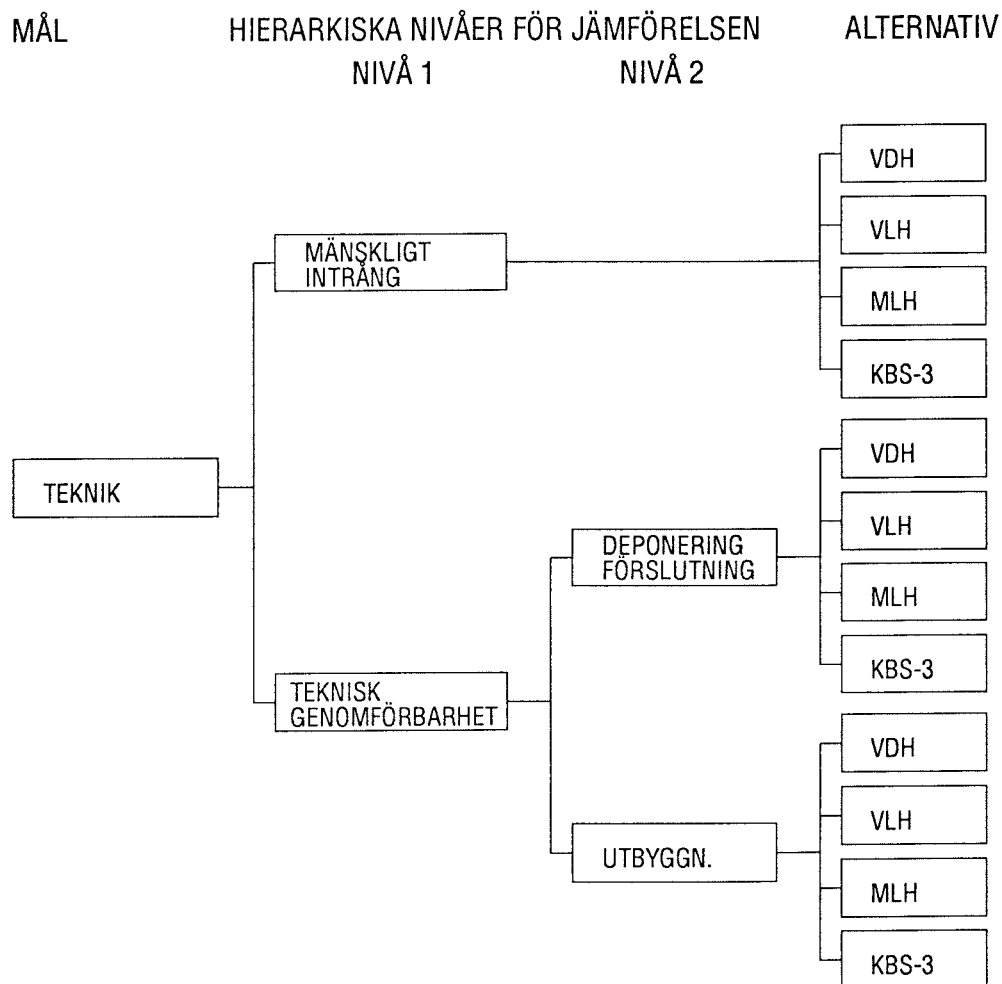 MÅL HIERARKISKA NIVÅER FÖR JÄMFÖRELSEN ALTERNATIV
NIVÅ 1 NIVÅ 2
VDH
VLH
MÄNSKLIGT
INTRÅNG
MLH
KBS-3
VDH
TEKNIK
VLH
DEPONERING
FÖRSLUTNING
MLH
KBS-3
TEKNISK
GENOMFÖRBARHET
VDH
VLH
UTBYGGN.
MLH
KBS-3